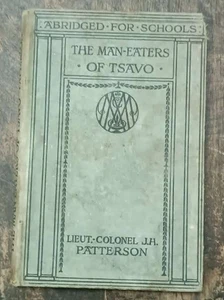 ABRIDGED · FOR · SCHOOLS
THE MAN-EATERS
· OF TSAVO ·
LIEUT.-COLONEL J.H.
PATTERSON